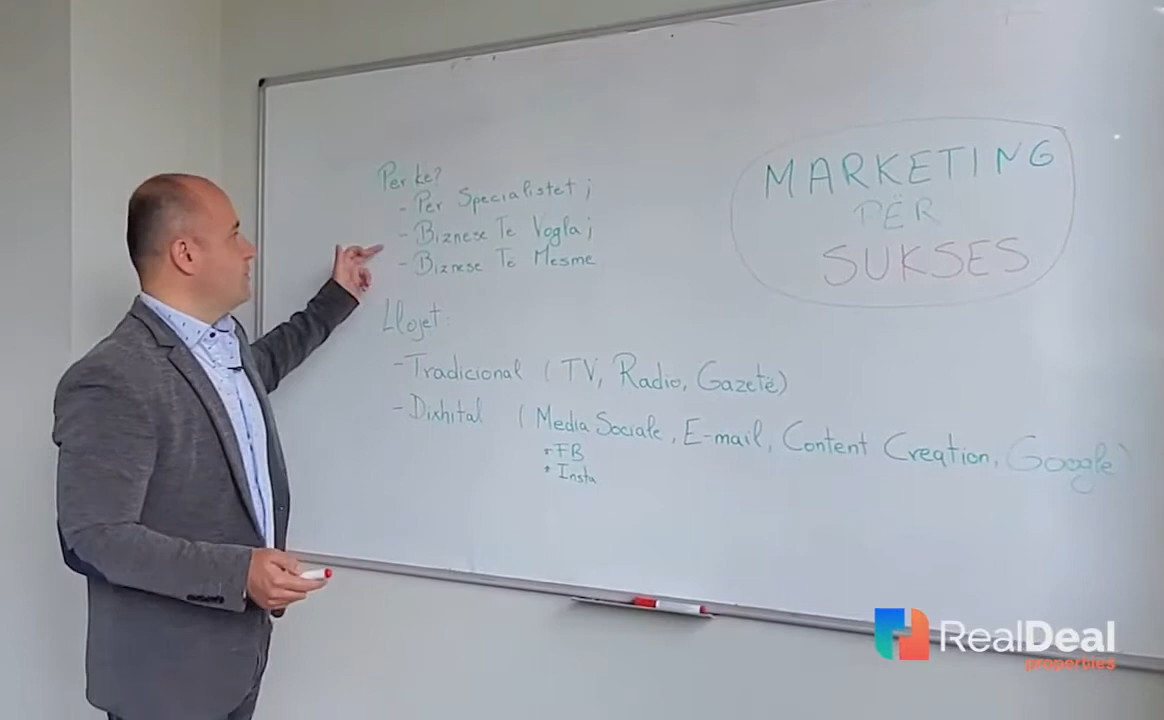 Per ke?
- Për Specialistet ;
- Biznese Te Vogla ;
- Biznese Te Mesme
Llojet:
- Tradicional ( TV, Radio, Gazetë)
- Dixhital ( Media Sociale, E-mail, Content Creation, Google)
* FB
* Insta
MARKETING
PËR
SUKSES
RealDeal
properties